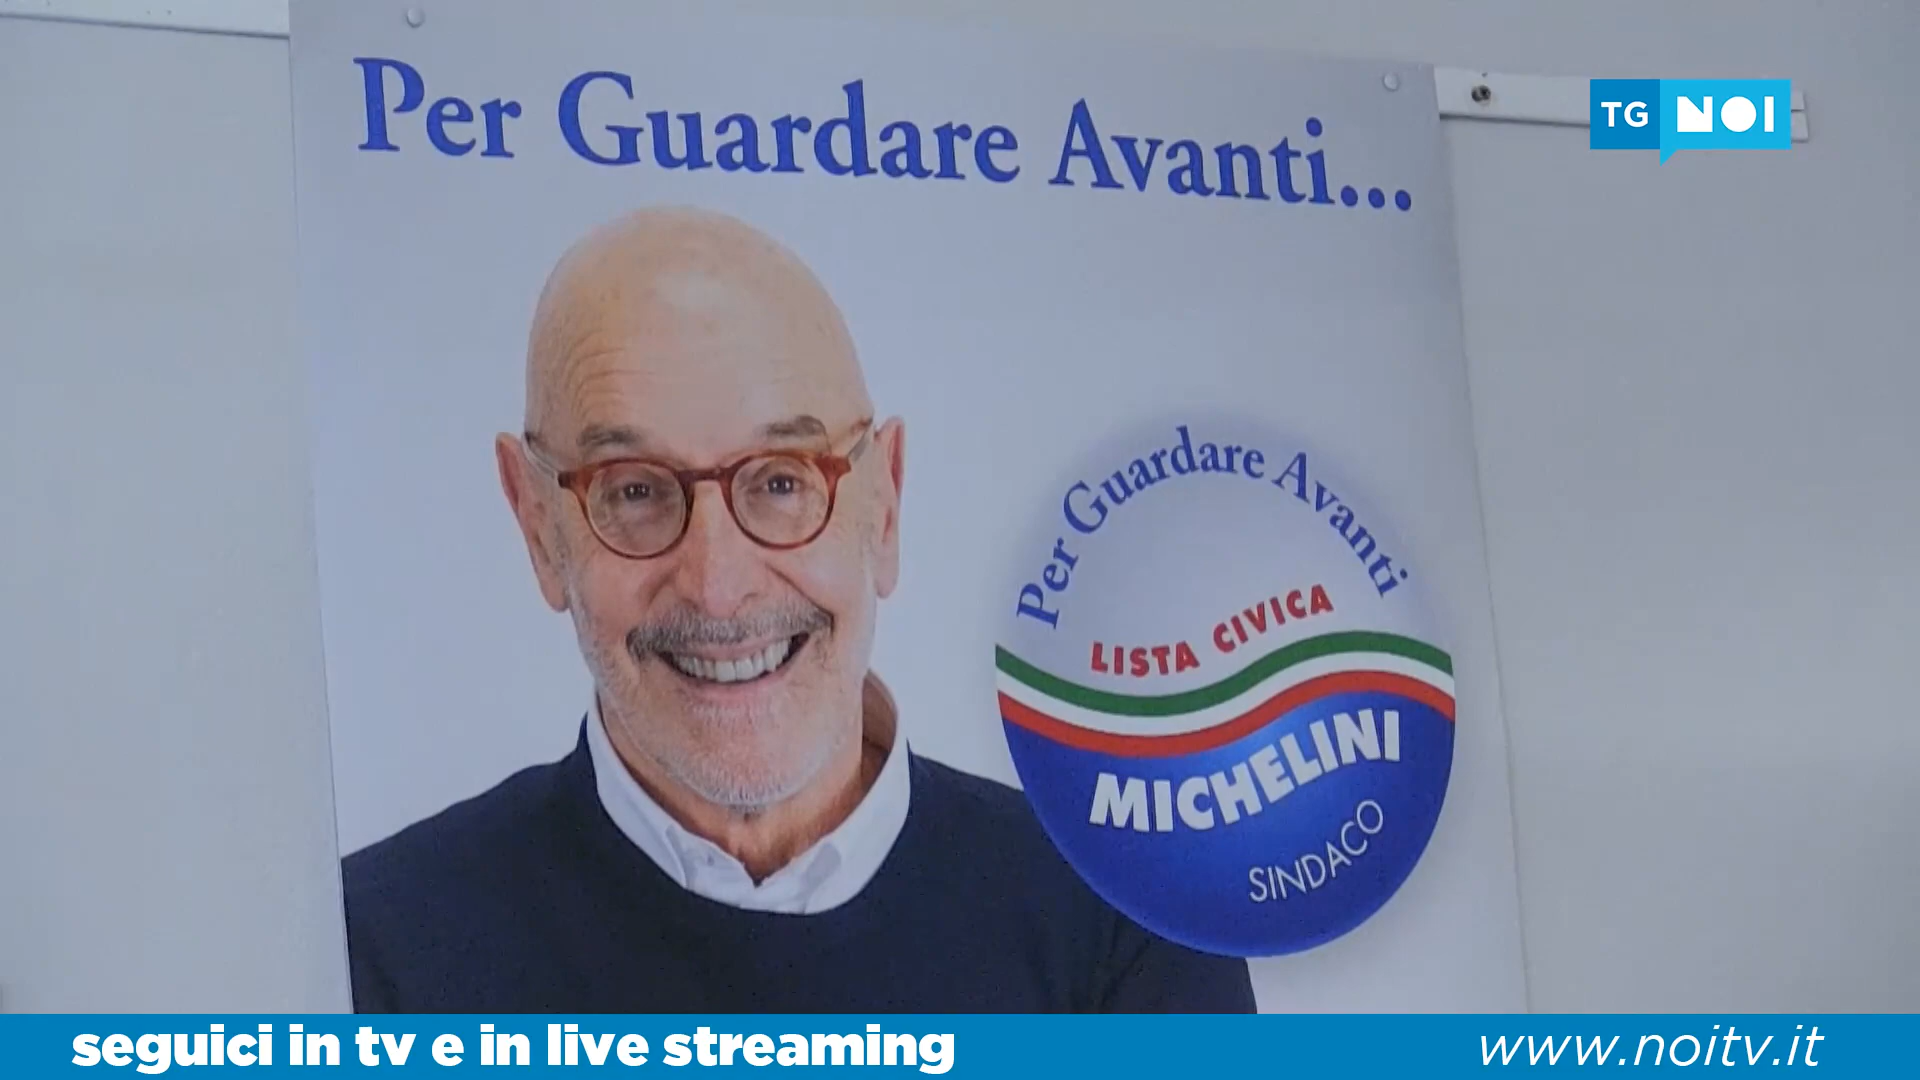 Per Guardare Avanti...
TG NOI
Per Guardare Avanti
LISTA CIVICA
MICHELINI
SINDACO
seguici in tv e in live streaming
www.noitv.it